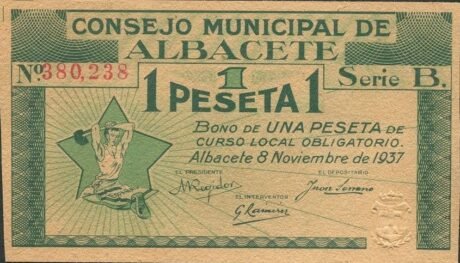 CONSEJO MUNICIPAL DE
ALBACETE
Nº 380,238
1
Serie B.
1 PESETA 1
BONO DE UNA PESETA DE
CURSO LOCAL OBLIGATORIO.
Albacete 8 Noviembre de 1937
EL PRESIDENTE
EL DEPOSITARIO
EL INTERVENTOR